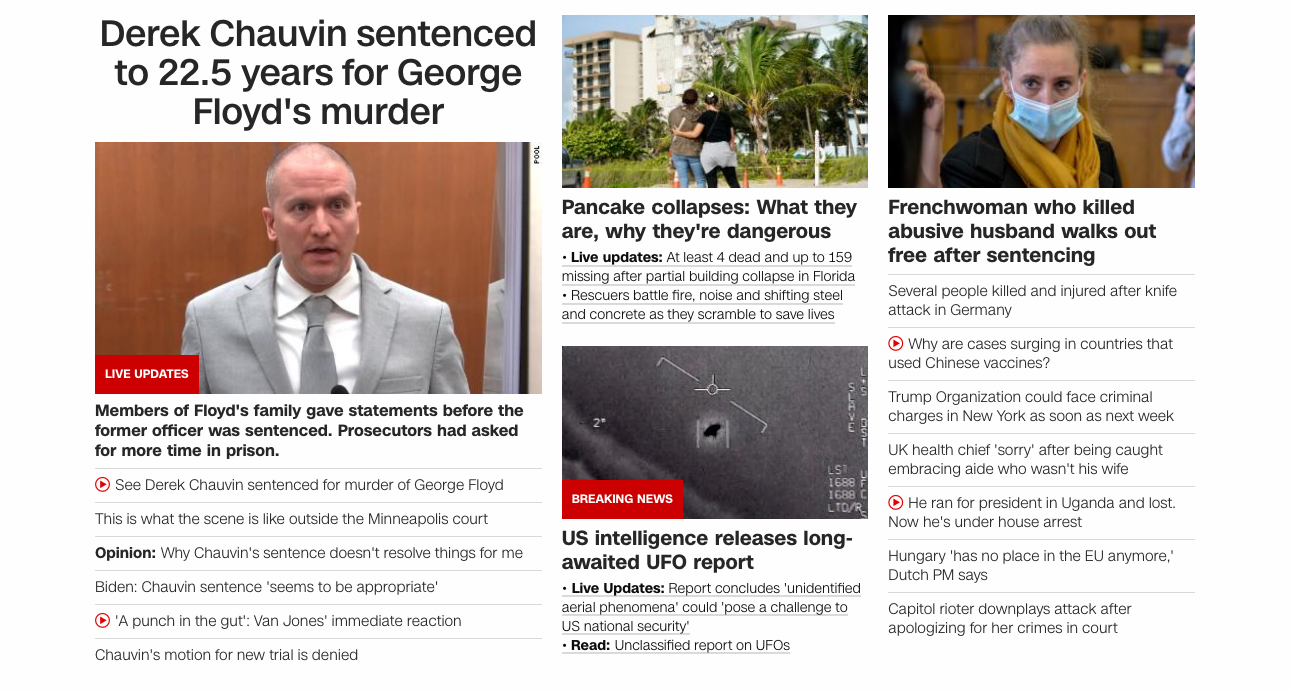 Derek Chauvin sentenced
to 22.5 years for George
Floyd's murder
POOL
LIVE UPDATES
Members of Floyd's family gave statements before the
former officer was sentenced. Prosecutors had asked
for more time in prison.
See Derek Chauvin sentenced for murder of George Floyd
This is what the scene is like outside the Minneapolis court
Opinion: Why Chauvin's sentence doesn't resolve things for me
Biden: Chauvin sentence 'seems to be appropriate'
'A punch in the gut': Van Jones' immediate reaction
Chauvin's motion for new trial is denied
Pancake collapses: What they
are, why they're dangerous
• Live updates: At least 4 dead and up to 159
missing after partial building collapse in Florida
• Rescuers battle fire, noise and shifting steel
and concrete as they scramble to save lives
2°
SLAVE
LST
1688
1688
LTD/R
BREAKING NEWS
US intelligence releases long-
awaited UFO report
• Live Updates: Report concludes 'unidentified
aerial phenomena' could 'pose a challenge to
US national security'
• Read: Unclassified report on UFOs
Frenchwoman who killed
abusive husband walks out
free after sentencing
Several people killed and injured after knife
attack in Germany
Why are cases surging in countries that
used Chinese vaccines?
Trump Organization could face criminal
charges in New York as soon as next week
UK health chief 'sorry' after being caught
embracing aide who wasn't his wife
He ran for president in Uganda and lost.
Now he's under house arrest
Hungary 'has no place in the EU anymore,'
Dutch PM says
Capitol rioter downplays attack after
apologizing for her crimes in court